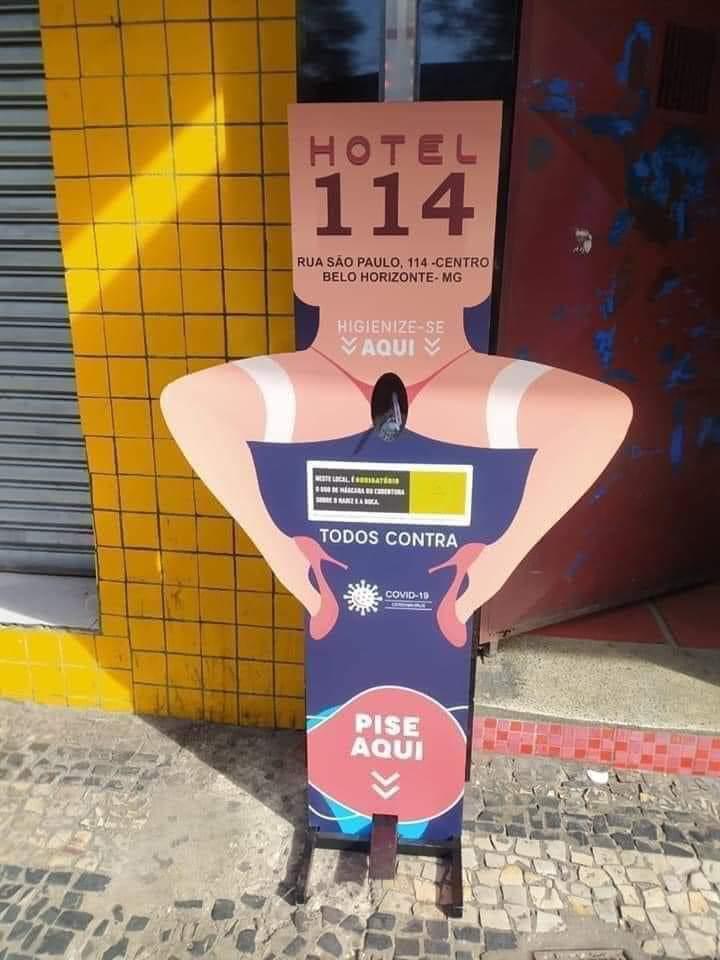 HOTEL
114
RUA SÃO PAULO, 114 -CENTRO
BELO HORIZONTE- MG
HIGIENIZE-SE
AQUI
NESTE LOCAL, É OBRIGATÓRIO
O USO DE MÁSCARA OU COBERTURA
SOBRE O NARIZ E A BOCA.
TODOS CONTRA
COVID-19
CORONAVIRUS
PISE
AQUI